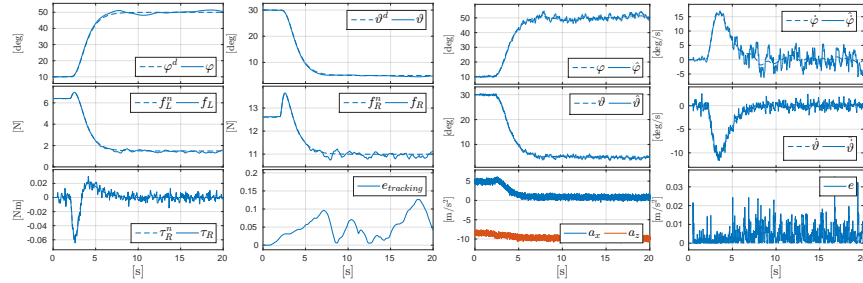 50
40
30
20
10
[deg]
φ^d φ
30
20
10
[deg]
ϑ^d ϑ
50
40
30
20
10
[deg]
φ φ̂
15
10
5
0
-5
[deg/s]
φ̇ φ̇̂
6
4
2
[N]
f_L^n f_L
13
12
11
[N]
f_R^n f_R
30
20
10
[deg]
ϑ ϑ̂
0
-5
-10
[deg/s]
ϑ̇ ϑ̇̂
0.02
0
-0.02
-0.04
-0.06
[Nm]
τ_R^n τ_R
0 5 10 15 20
[s]
0.2
0.15
0.1
0.05
0
e_tracking
0 5 10 15 20
[s]
5
0
-5
-10
[m/s²]
a_x a_z
0 5 10 15 20
[s]
0.03
0.02
0.01
0
e
0 5 10 15 20
[s]